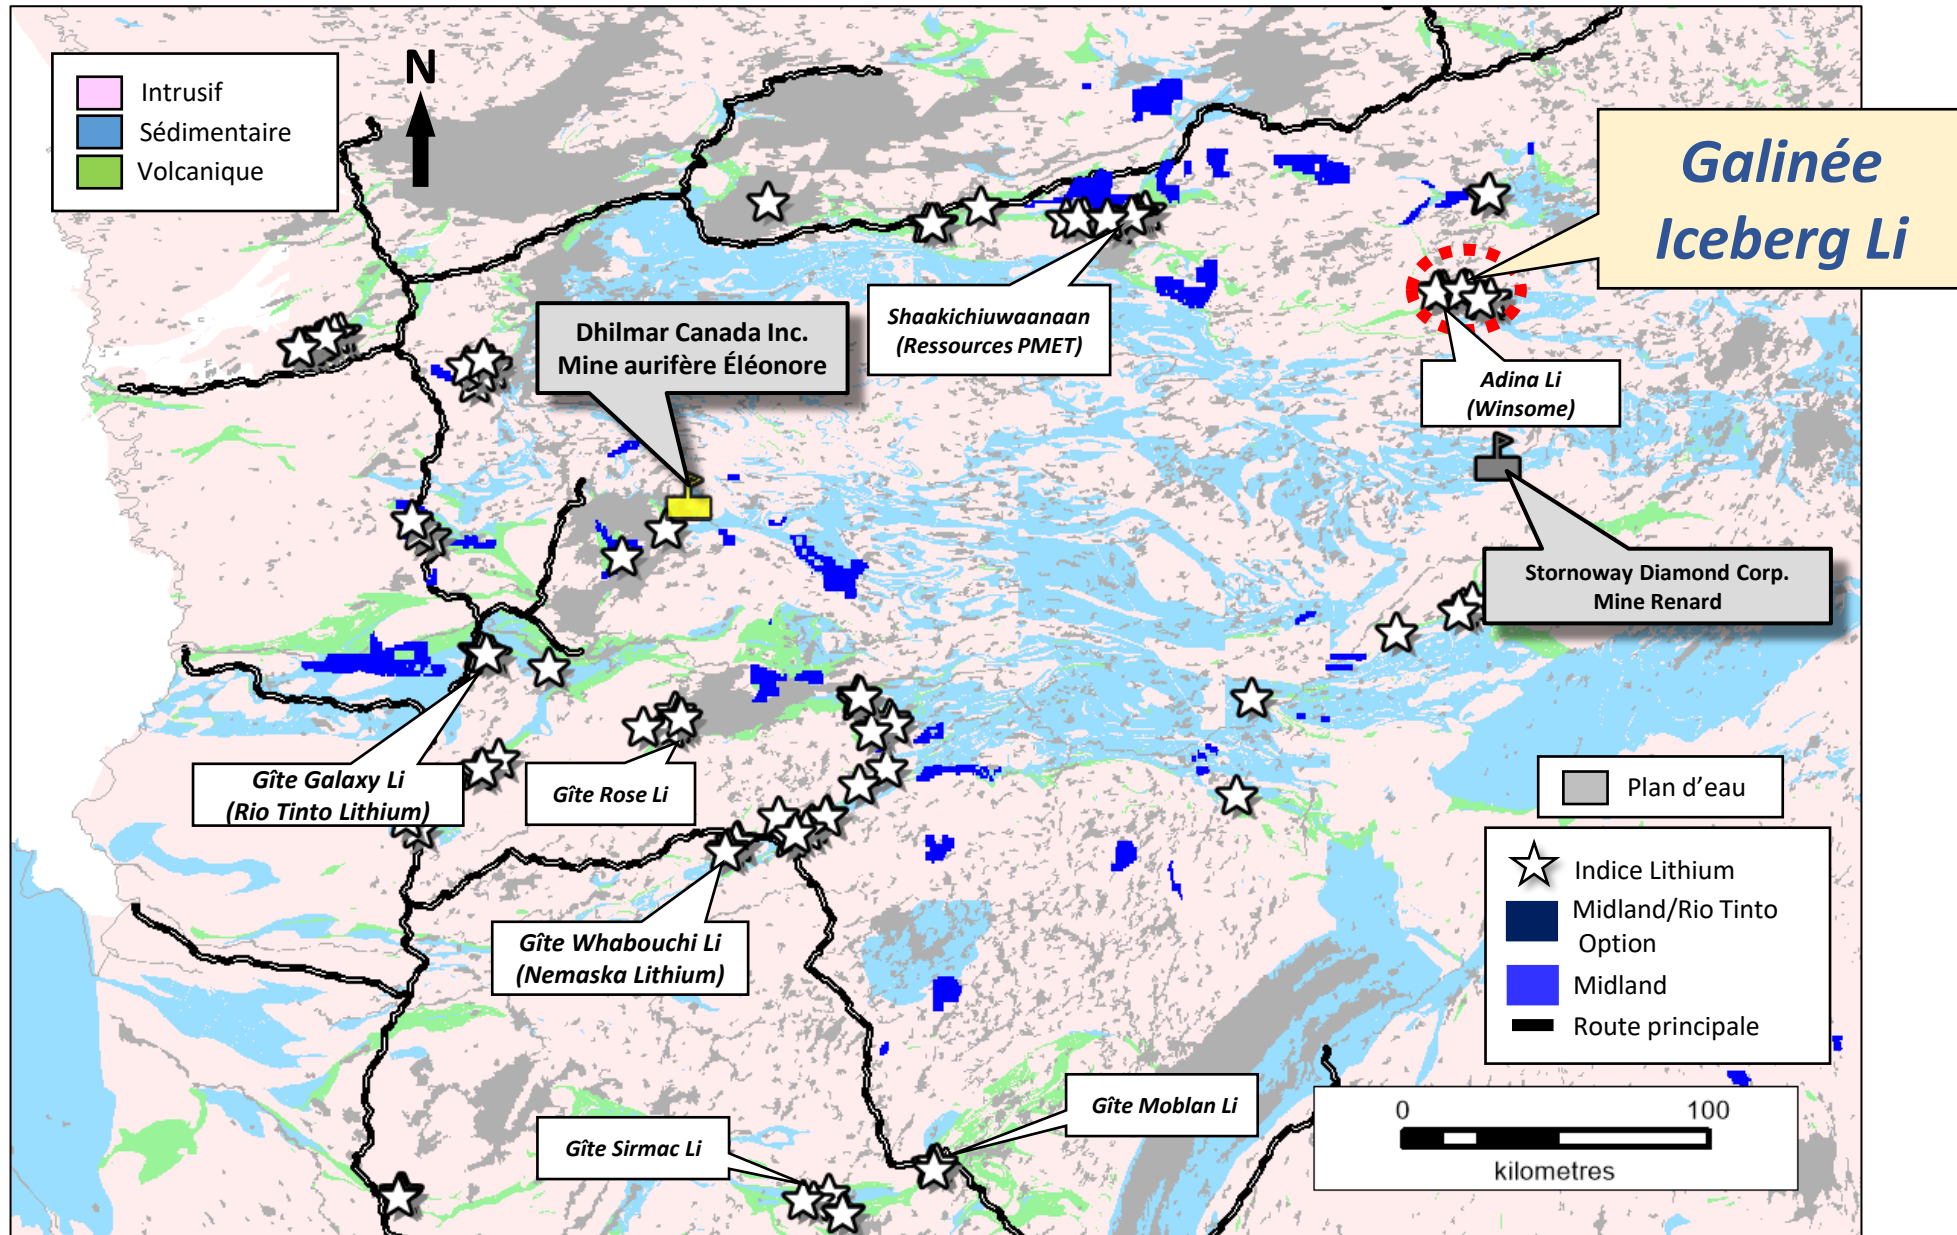 Intrusif
Sédimentaire
Volcanique
N
Galinée
Iceberg Li
Dhilmar Canada Inc.
Mine aurifère Éléonore
Shaakichiuwaanaan
(Ressources PMET)
Adina Li
(Winsome)
Stornoway Diamond Corp.
Mine Renard
Gîte Galaxy Li
(Rio Tinto Lithium)
Gîte Rose Li
Plan d’eau
Indice Lithium
Midland/Rio Tinto
Option
Midland
Route principale
Gîte Whabouchi Li
(Nemaska Lithium)
Gîte Moblan Li
Gîte Sirmac Li
0 100
kilometres